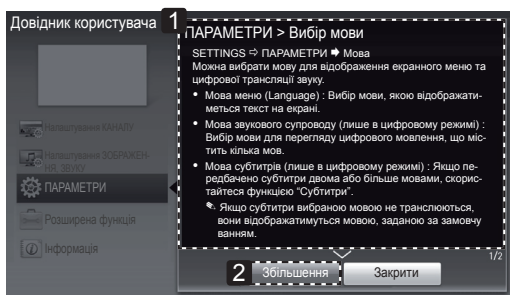 Довідник користувача
1
ПАРАМЕТРИ > Вибір мови
SETTINGS ⇨ ПАРАМЕТРИ ➡ Мова
Можна вибрати мову для відображення екранного меню та
цифрової трансляції звуку.
• Мова меню (Language) : Вибір мови, якою відображати-
меться текст на екрані.
• Мова звукового супроводу (лише в цифровому режимі) :
Вибір мови для перегляду цифрового мовлення, що міс-
тить кілька мов.
• Мова субтитрів (лише в цифровому режимі) : Якщо пе-
редбачено субтитри двома або більше мовами, скорис-
тайтеся функцією “Субтитри”.
✎ Якщо субтитри вибраною мовою не транслюються,
вони відображатимуться мовою, заданою за замовчу
ванням.
Налаштування КАНАЛУ
Налаштування ЗОБРАЖЕН-
НЯ, ЗВУКУ
ПАРАМЕТРИ
Розширена функція
Інформація
1/2
2
Збільшення
Закрити